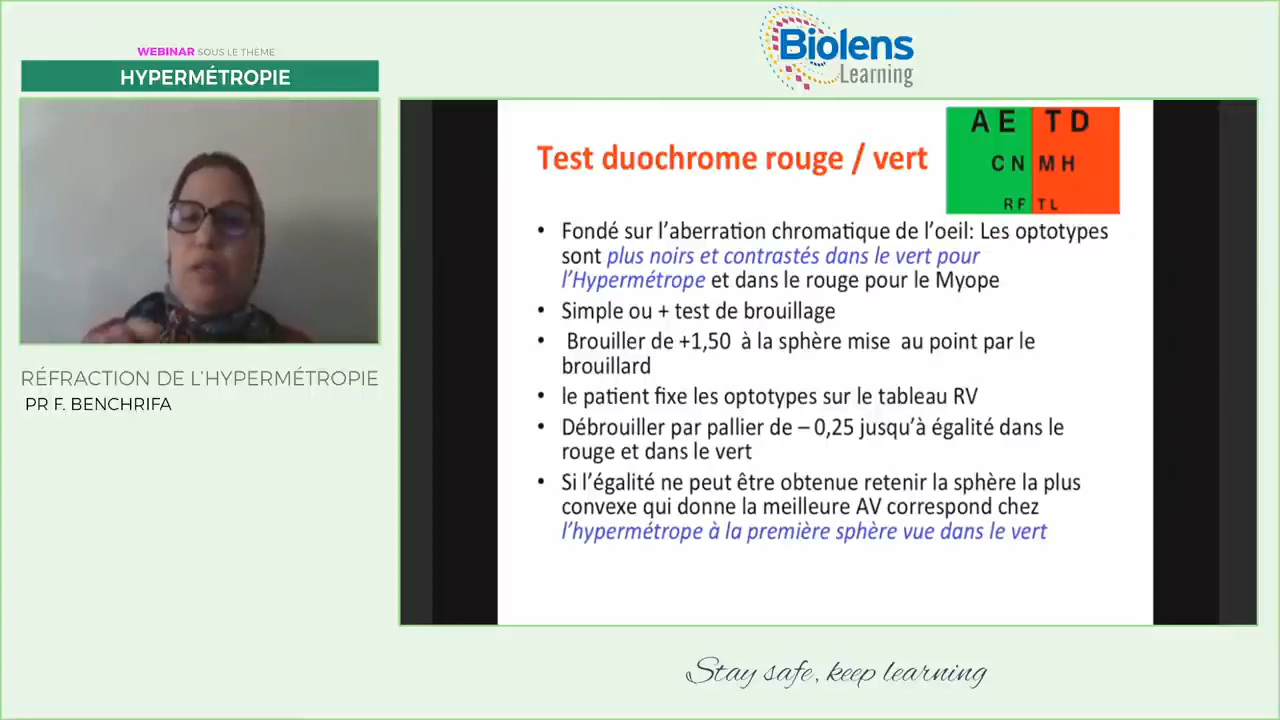 WEBINAR SOUS LE THÈME
HYPERMÉTROPIE
RÉFRACTION DE L'HYPERMÉTROPIE
PR F. BENCHRIFA
Biolens
Learning
Test duochrome rouge / vert
A E T D
C N M H
R F T L
• Fondé sur l'aberration chromatique de l'oeil: Les optotypes
sont plus noirs et contrastés dans le vert pour
l'Hypermétrope et dans le rouge pour le Myope
• Simple ou + test de brouillage
• Brouiller de +1,50 à la sphère mise au point par le
brouillard
• le patient fixe les optotypes sur le tableau RV
• Débrouiller par pallier de – 0,25 jusqu'à égalité dans le
rouge et dans le vert
• Si l'égalité ne peut être obtenue retenir la sphère la plus
convexe qui donne la meilleure AV correspond chez
l'hypermétrope à la première sphère vue dans le vert
Stay safe, keep learning